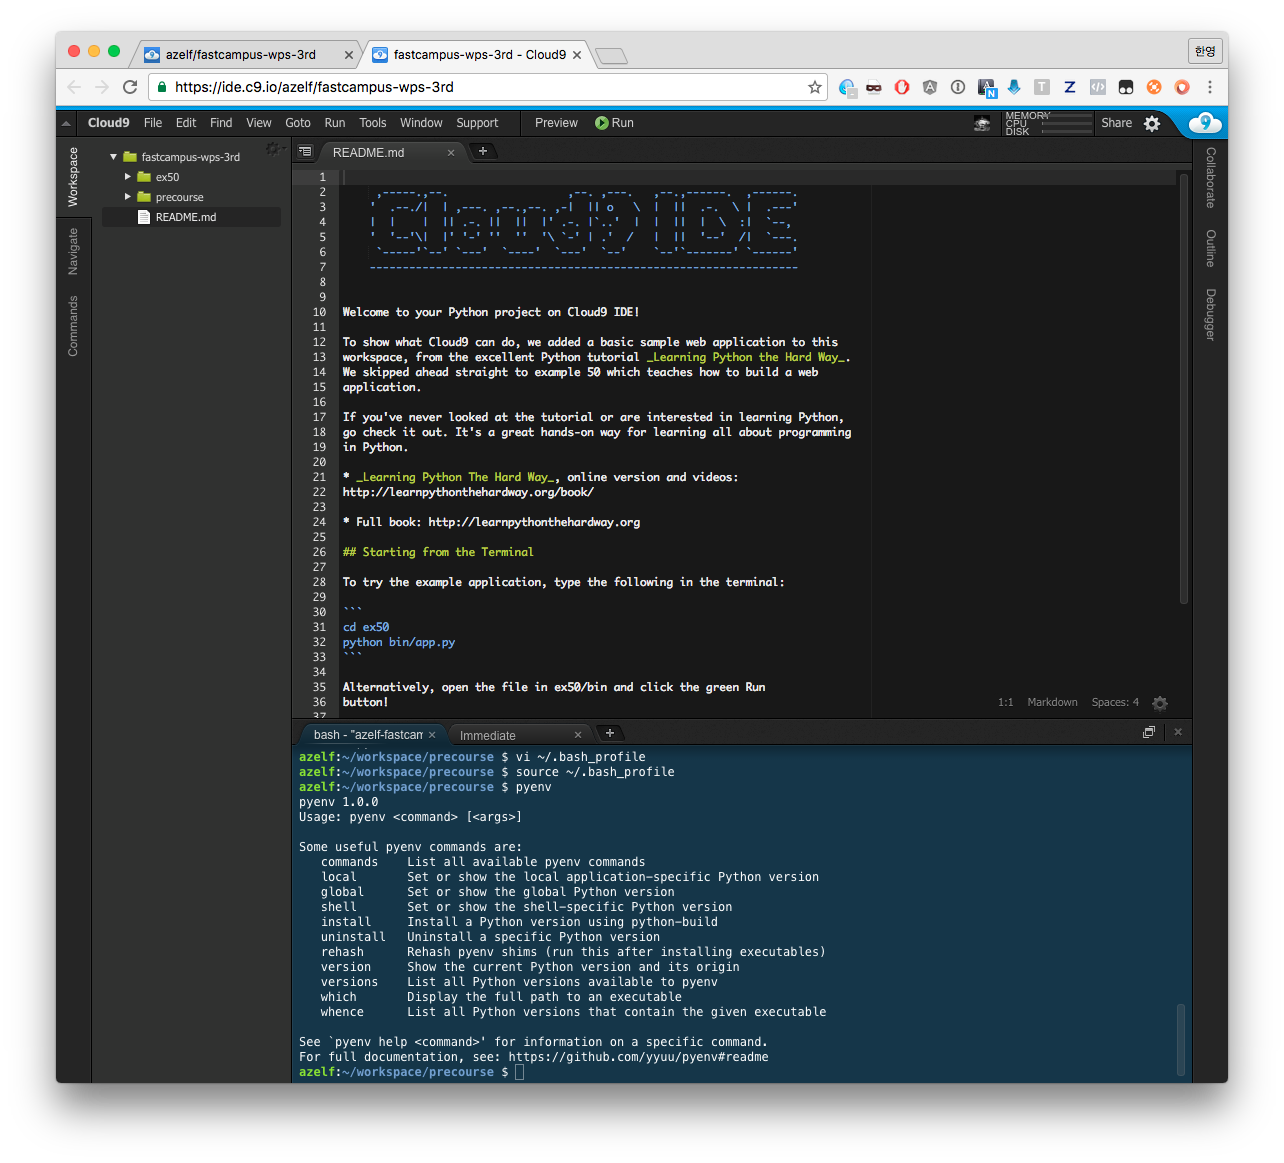 azelf/fastcampus-wps-3rd
fastcampus-wps-3rd - Cloud9
한영
https://ide.c9.io/azelf/fastcampus-wps-3rd
Cloud9 File Edit Find View Goto Run Tools Window Support Preview Run
MEMORY
CPU
DISK
Share
Workspace
Navigate
Commands
fastcampus-wps-3rd
ex50
precourse
README.md
README.md
Collaborate
Outline
Debugger
1
2
3
4
5
6
7
8
9
10 Welcome to your Python project on Cloud9 IDE!
11
12 To show what Cloud9 can do, we added a basic sample web application to this
13 workspace, from the excellent Python tutorial _Learning Python the Hard Way_.
14 We skipped ahead straight to example 50 which teaches how to build a web
15 application.
16
17 If you've never looked at the tutorial or are interested in learning Python,
18 go check it out. It's a great hands-on way for learning all about programming
19 in Python.
20
21 * _Learning Python The Hard Way_, online version and videos:
22 http://learnpythonthehardway.org/book/
23
24 * Full book: http://learnpythonthehardway.org
25
26 ## Starting from the Terminal
27
28 To try the example application, type the following in the terminal:
29
30 ```
31 cd ex50
32 python bin/app.py
33 ```
34
35 Alternatively, open the file in ex50/bin and click the green Run
36 button!
37
1:1 Markdown Spaces: 4
bash - "azelf-fastcam
Immediate
azelf:~/workspace/precourse $ vi ~/.bash_profile
azelf:~/workspace/precourse $ source ~/.bash_profile
azelf:~/workspace/precourse $ pyenv
pyenv 1.0.0
Usage: pyenv <command> [<args>]
Some useful pyenv commands are:
commands List all available pyenv commands
local Set or show the local application-specific Python version
global Set or show the global Python version
shell Set or show the shell-specific Python version
install Install a Python version using python-build
uninstall Uninstall a specific Python version
rehash Rehash pyenv shims (run this after installing executables)
version Show the current Python version and its origin
versions List all Python versions available to pyenv
which Display the full path to an executable
whence List all Python versions that contain the given executable
See `pyenv help <command>' for information on a specific command.
For full documentation, see: https://github.com/yyuu/pyenv#readme
azelf:~/workspace/precourse $